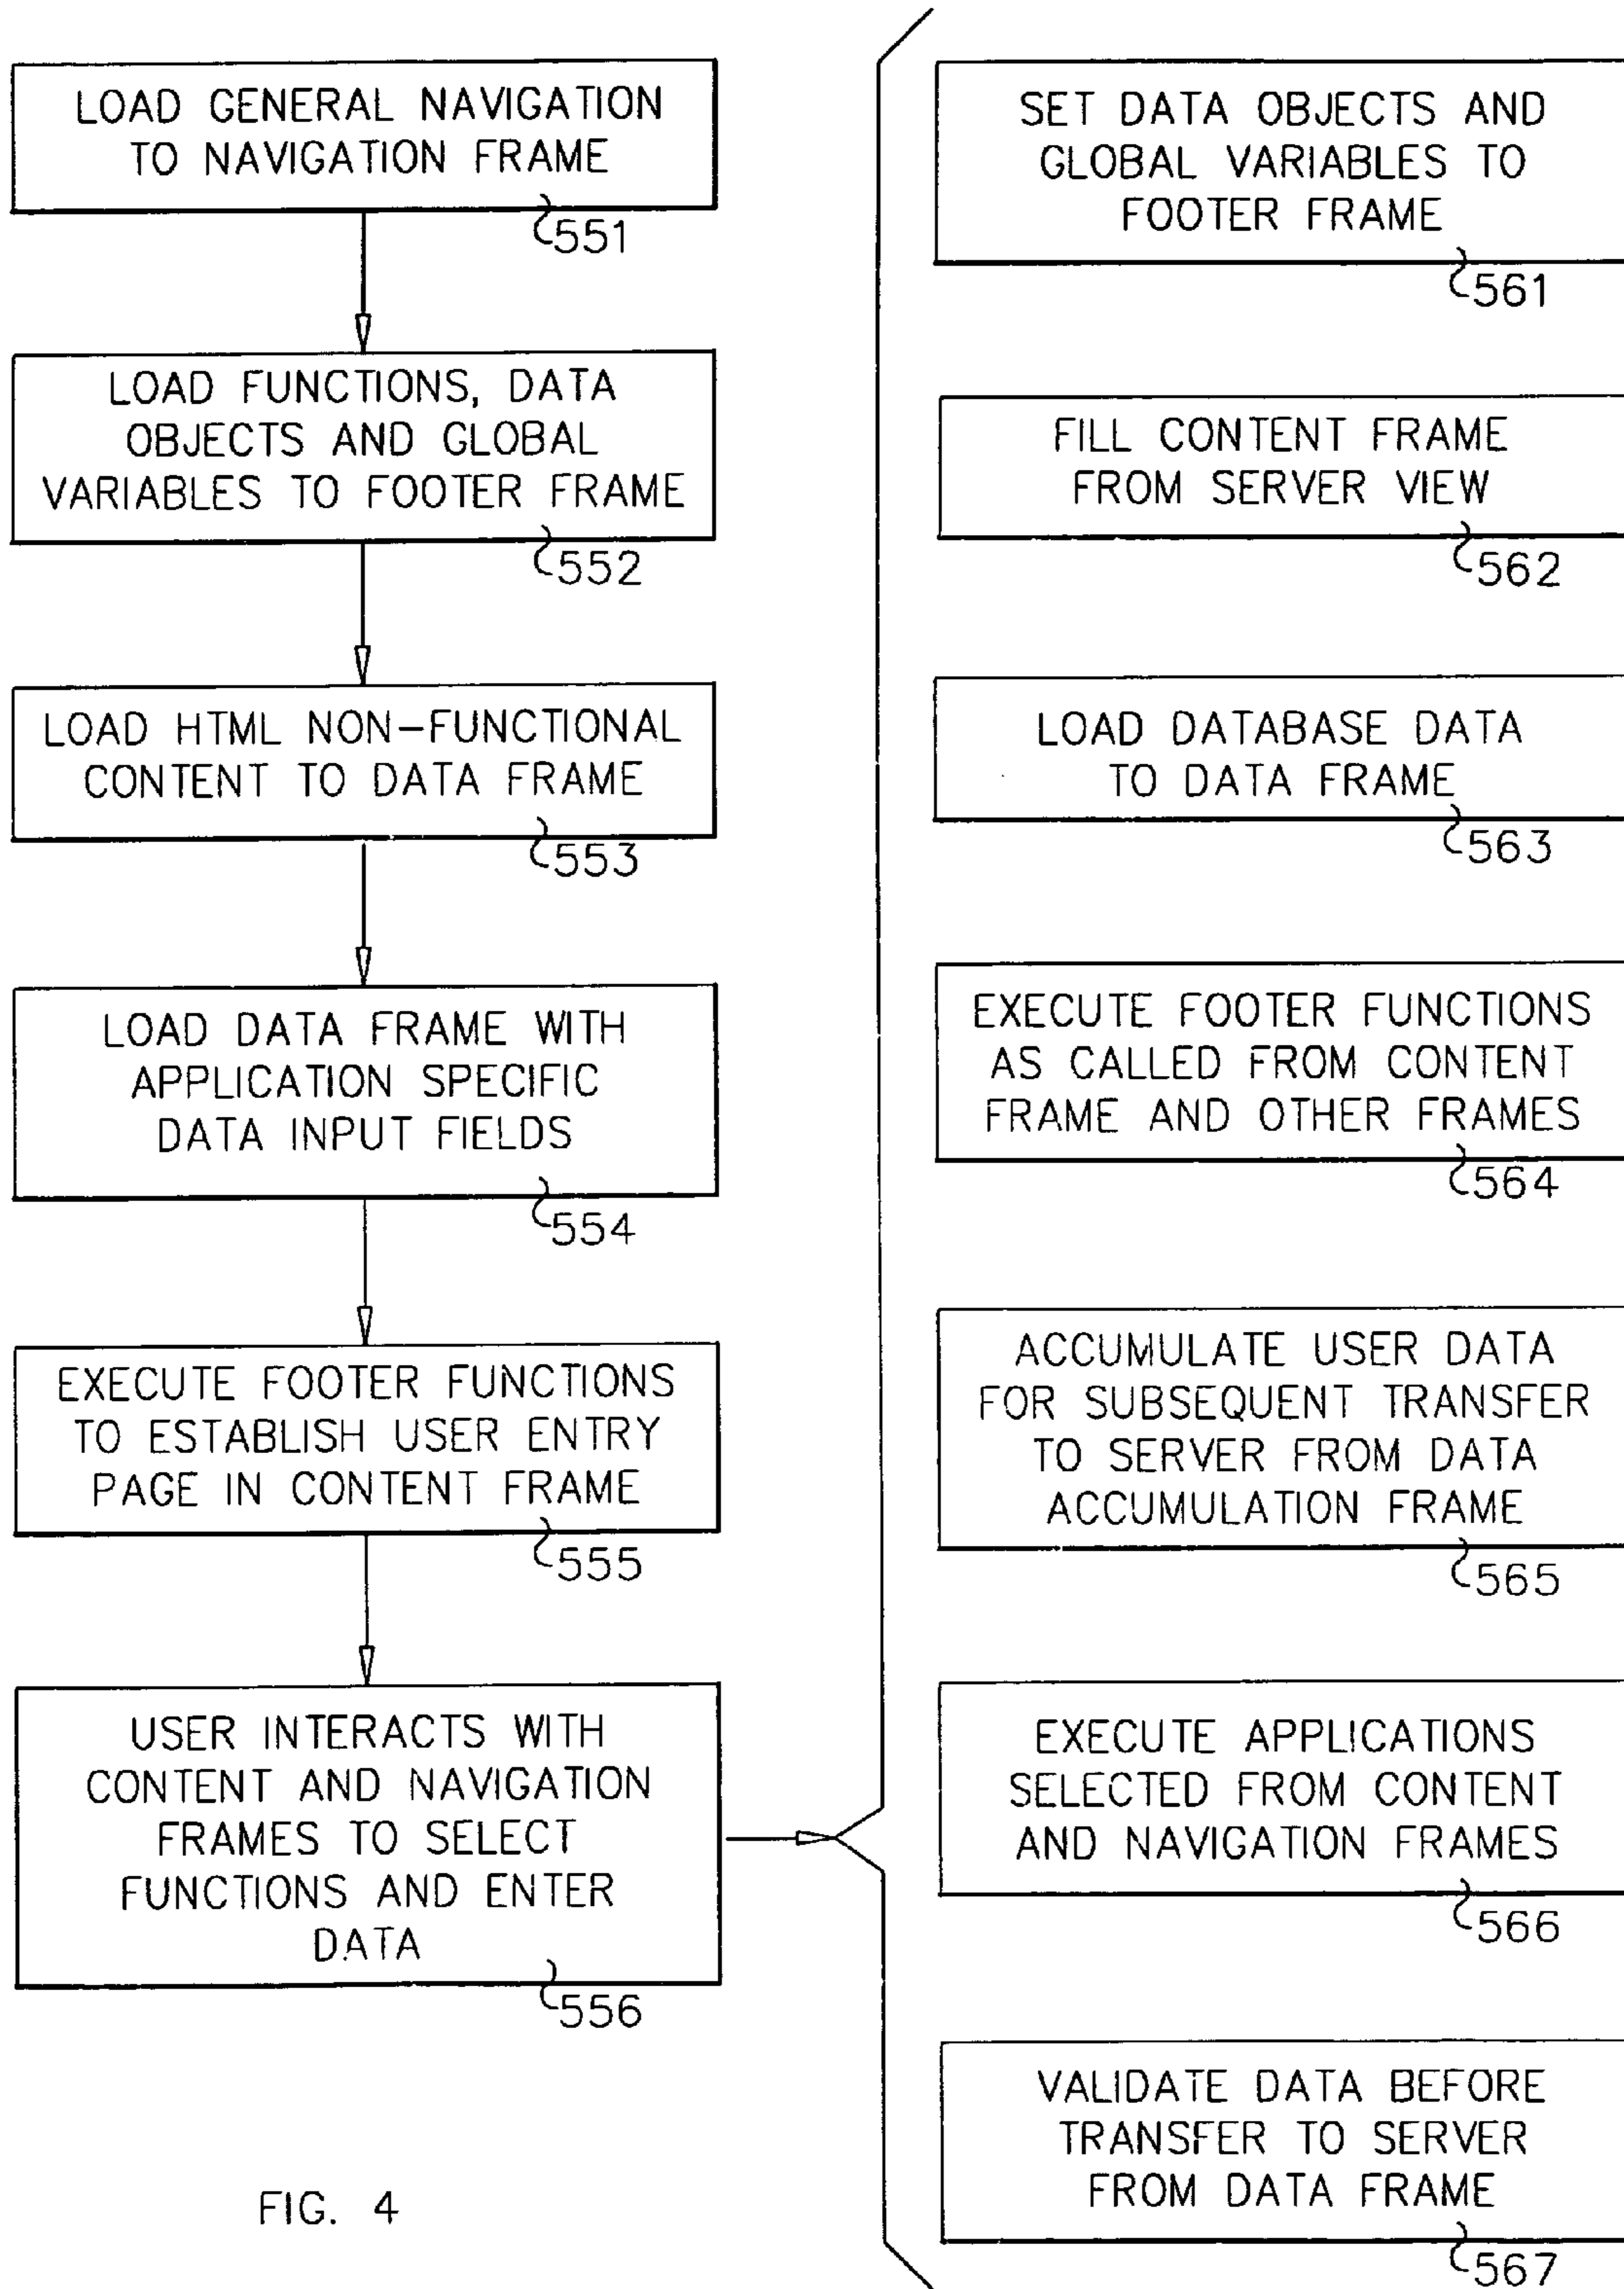 LOAD GENERAL NAVIGATION
TO NAVIGATION FRAME
551
LOAD FUNCTIONS, DATA
OBJECTS AND GLOBAL
VARIABLES TO FOOTER FRAME
552
LOAD HTML NON-FUNCTIONAL
CONTENT TO DATA FRAME
553
LOAD DATA FRAME WITH
APPLICATION SPECIFIC
DATA INPUT FIELDS
554
EXECUTE FOOTER FUNCTIONS
TO ESTABLISH USER ENTRY
PAGE IN CONTENT FRAME
555
USER INTERACTS WITH
CONTENT AND NAVIGATION
FRAMES TO SELECT
FUNCTIONS AND ENTER
DATA
556
SET DATA OBJECTS AND
GLOBAL VARIABLES TO
FOOTER FRAME
561
FILL CONTENT FRAME
FROM SERVER VIEW
562
LOAD DATABASE DATA
TO DATA FRAME
563
EXECUTE FOOTER FUNCTIONS
AS CALLED FROM CONTENT
FRAME AND OTHER FRAMES
564
ACCUMULATE USER DATA
FOR SUBSEQUENT TRANSFER
TO SERVER FROM DATA
ACCUMULATION FRAME
565
EXECUTE APPLICATIONS
SELECTED FROM CONTENT
AND NAVIGATION FRAMES
566
VALIDATE DATA BEFORE
TRANSFER TO SERVER
FROM DATA FRAME
567
FIG. 4